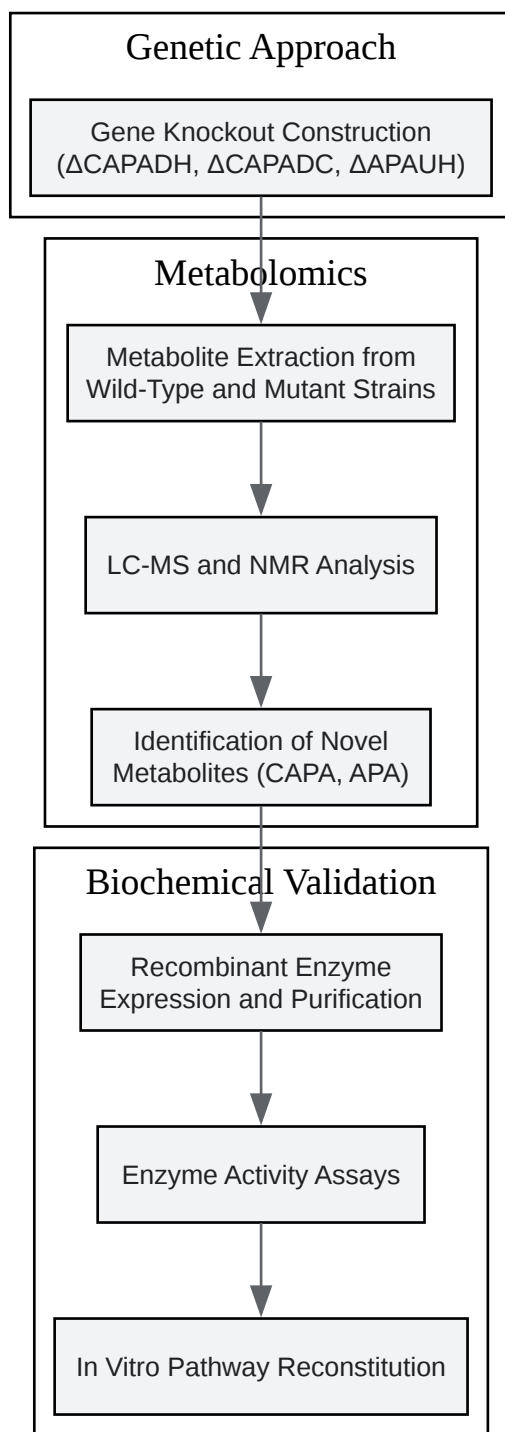 Genetic Approach
Gene Knockout Construction
(ΔCAPADH, ΔCAPADC, ΔAPAUH)
Metabolomics
Metabolite Extraction from
Wild-Type and Mutant Strains
LC-MS and NMR Analysis
Identification of Novel
Metabolites (CAPA, APA)
Biochemical Validation
Recombinant Enzyme
Expression and Purification
Enzyme Activity Assays
In Vitro Pathway Reconstitution